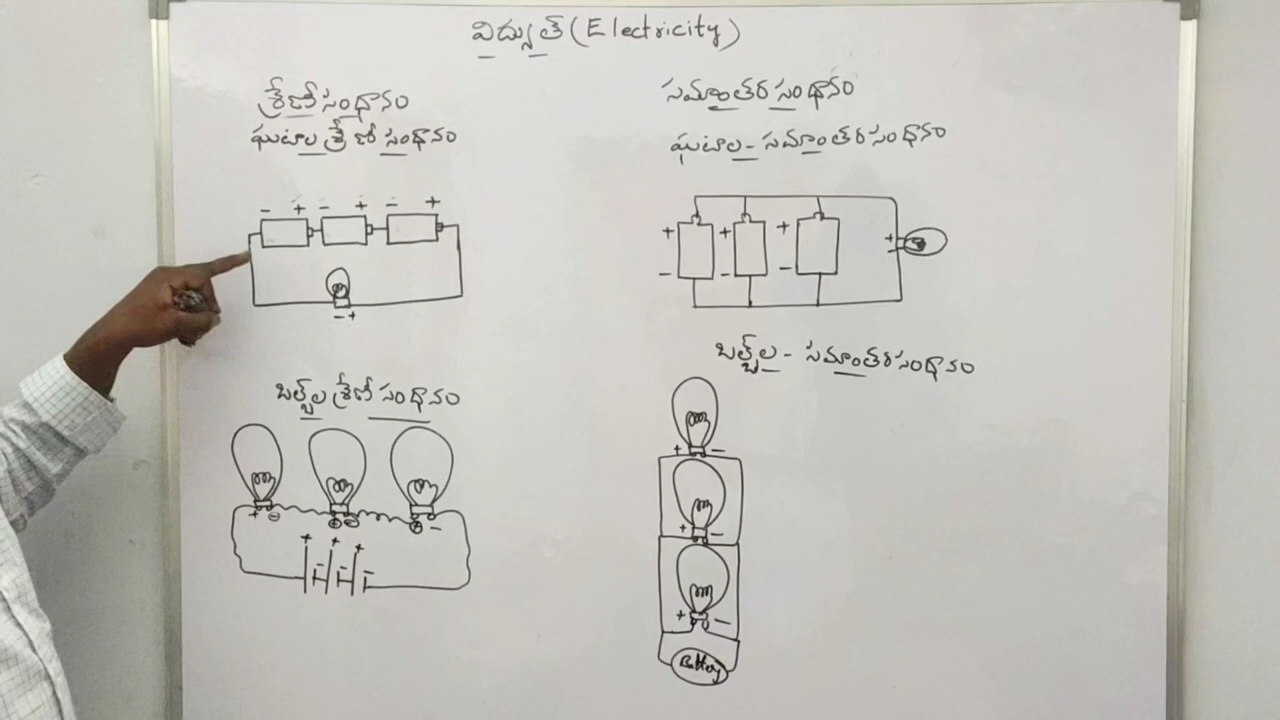 విద్యుత్ (Electricity)
శ్రేణి సంధానం
ఘటాల శ్రేణి సంధానం
- + - + - +
- +
బల్బ్‌ల శ్రేణి సంధానం
+ - + - + -
+ + +
- - -
సమాంతర సంధానం
ఘటాల - సమాంతర సంధానం
+ + + +
- - - -
బల్బ్‌ల - సమాంతర సంధానం
+ -
+ -
+ -
Battery